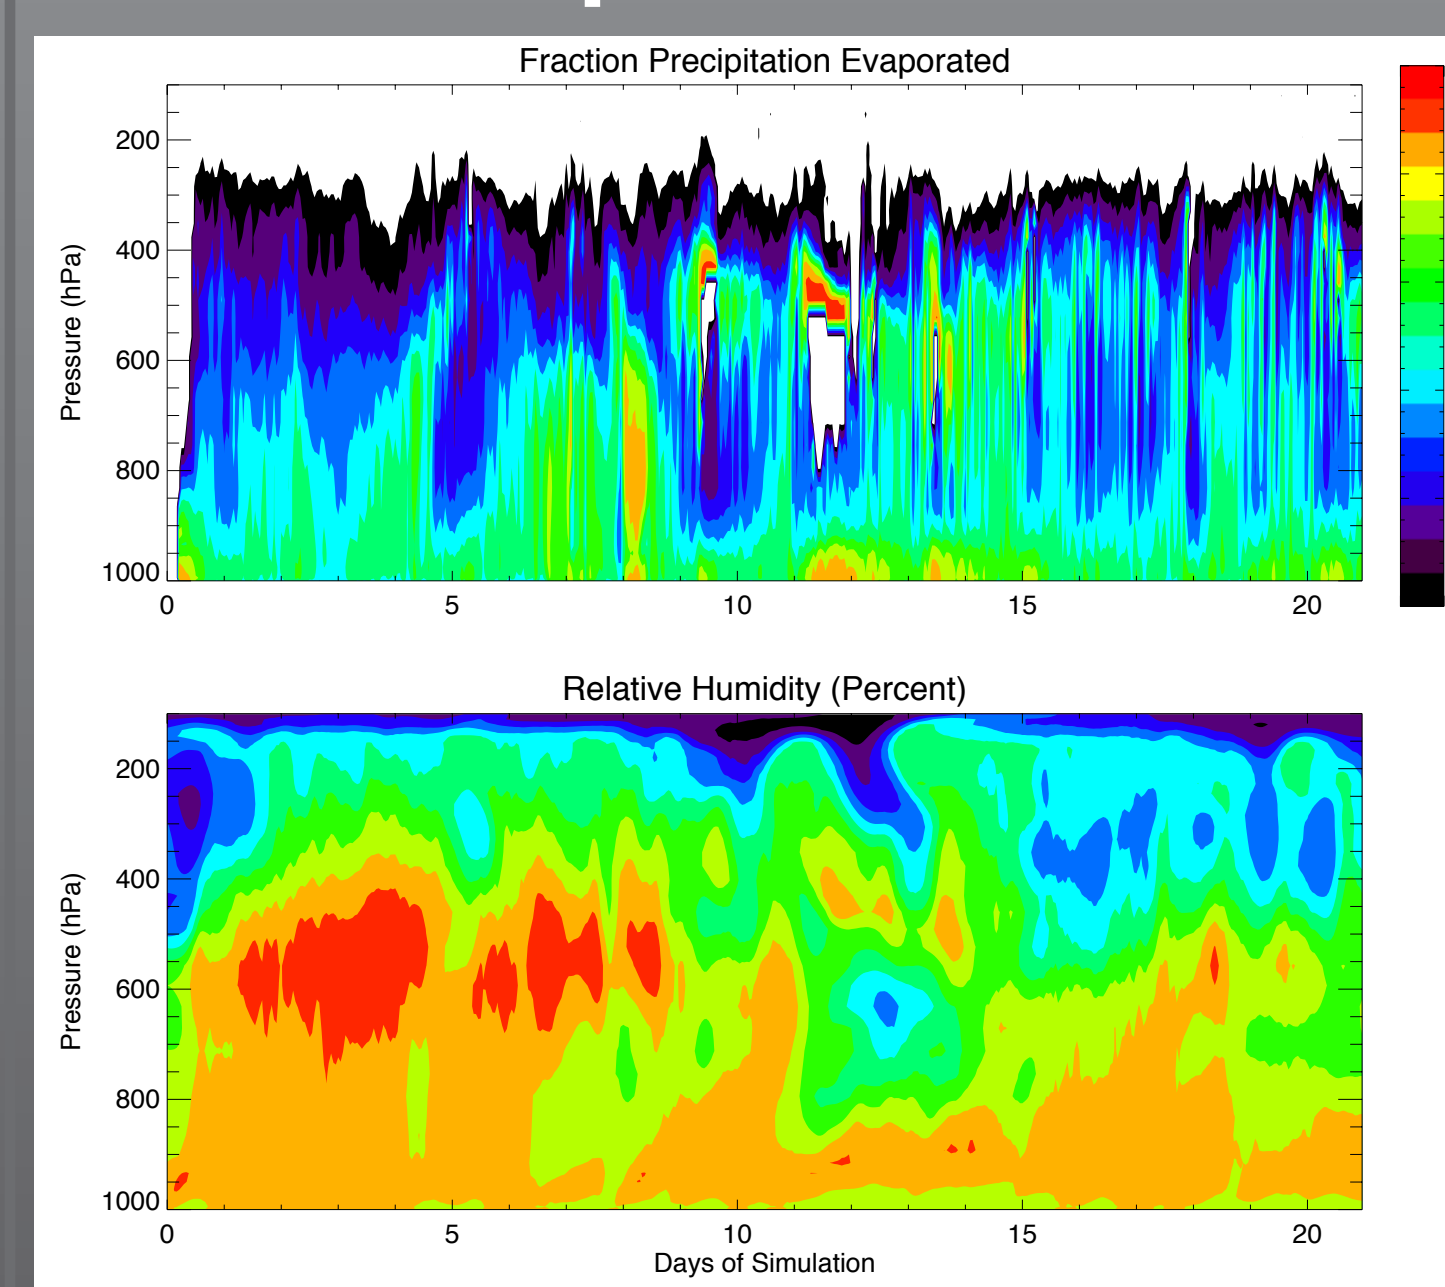 Fraction Precipitation Evaporated
200
400
600
800
1000
Pressure (hPa)
0 5 10 15 20
Relative Humidity (Percent)
200
400
600
800
1000
Pressure (hPa)
0 5 10 15 20
Days of Simulation